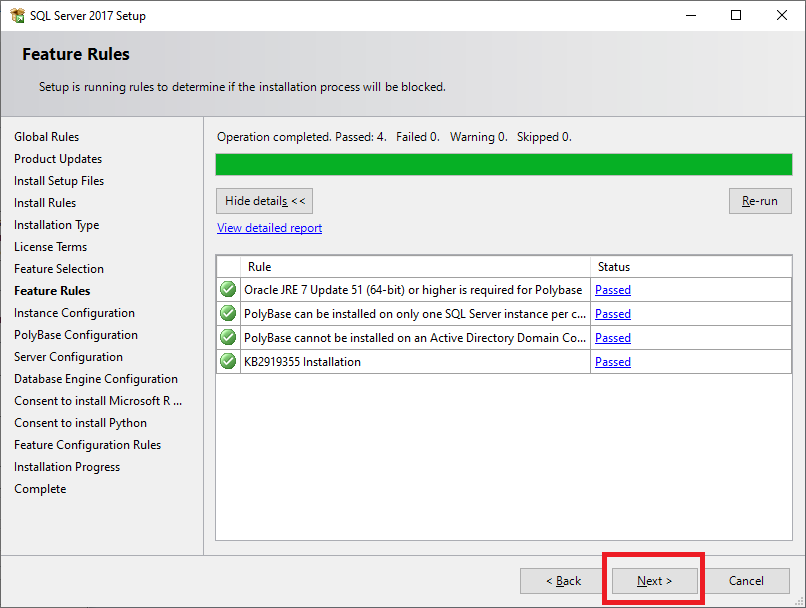 SQL Server 2017 Setup
Feature Rules
Setup is running rules to determine if the installation process will be blocked.
Global Rules
Product Updates
Install Setup Files
Install Rules
Installation Type
License Terms
Feature Selection
Feature Rules
Instance Configuration
PolyBase Configuration
Server Configuration
Database Engine Configuration
Consent to install Microsoft R ...
Consent to install Python
Feature Configuration Rules
Installation Progress
Complete
Operation completed. Passed: 4. Failed 0. Warning 0. Skipped 0.
Hide details <<
Re-run
View detailed report
Rule Status
Oracle JRE 7 Update 51 (64-bit) or higher is required for Polybase Passed
PolyBase can be installed on only one SQL Server instance per c... Passed
PolyBase cannot be installed on an Active Directory Domain Co... Passed
KB2919355 Installation Passed
< Back Next > Cancel